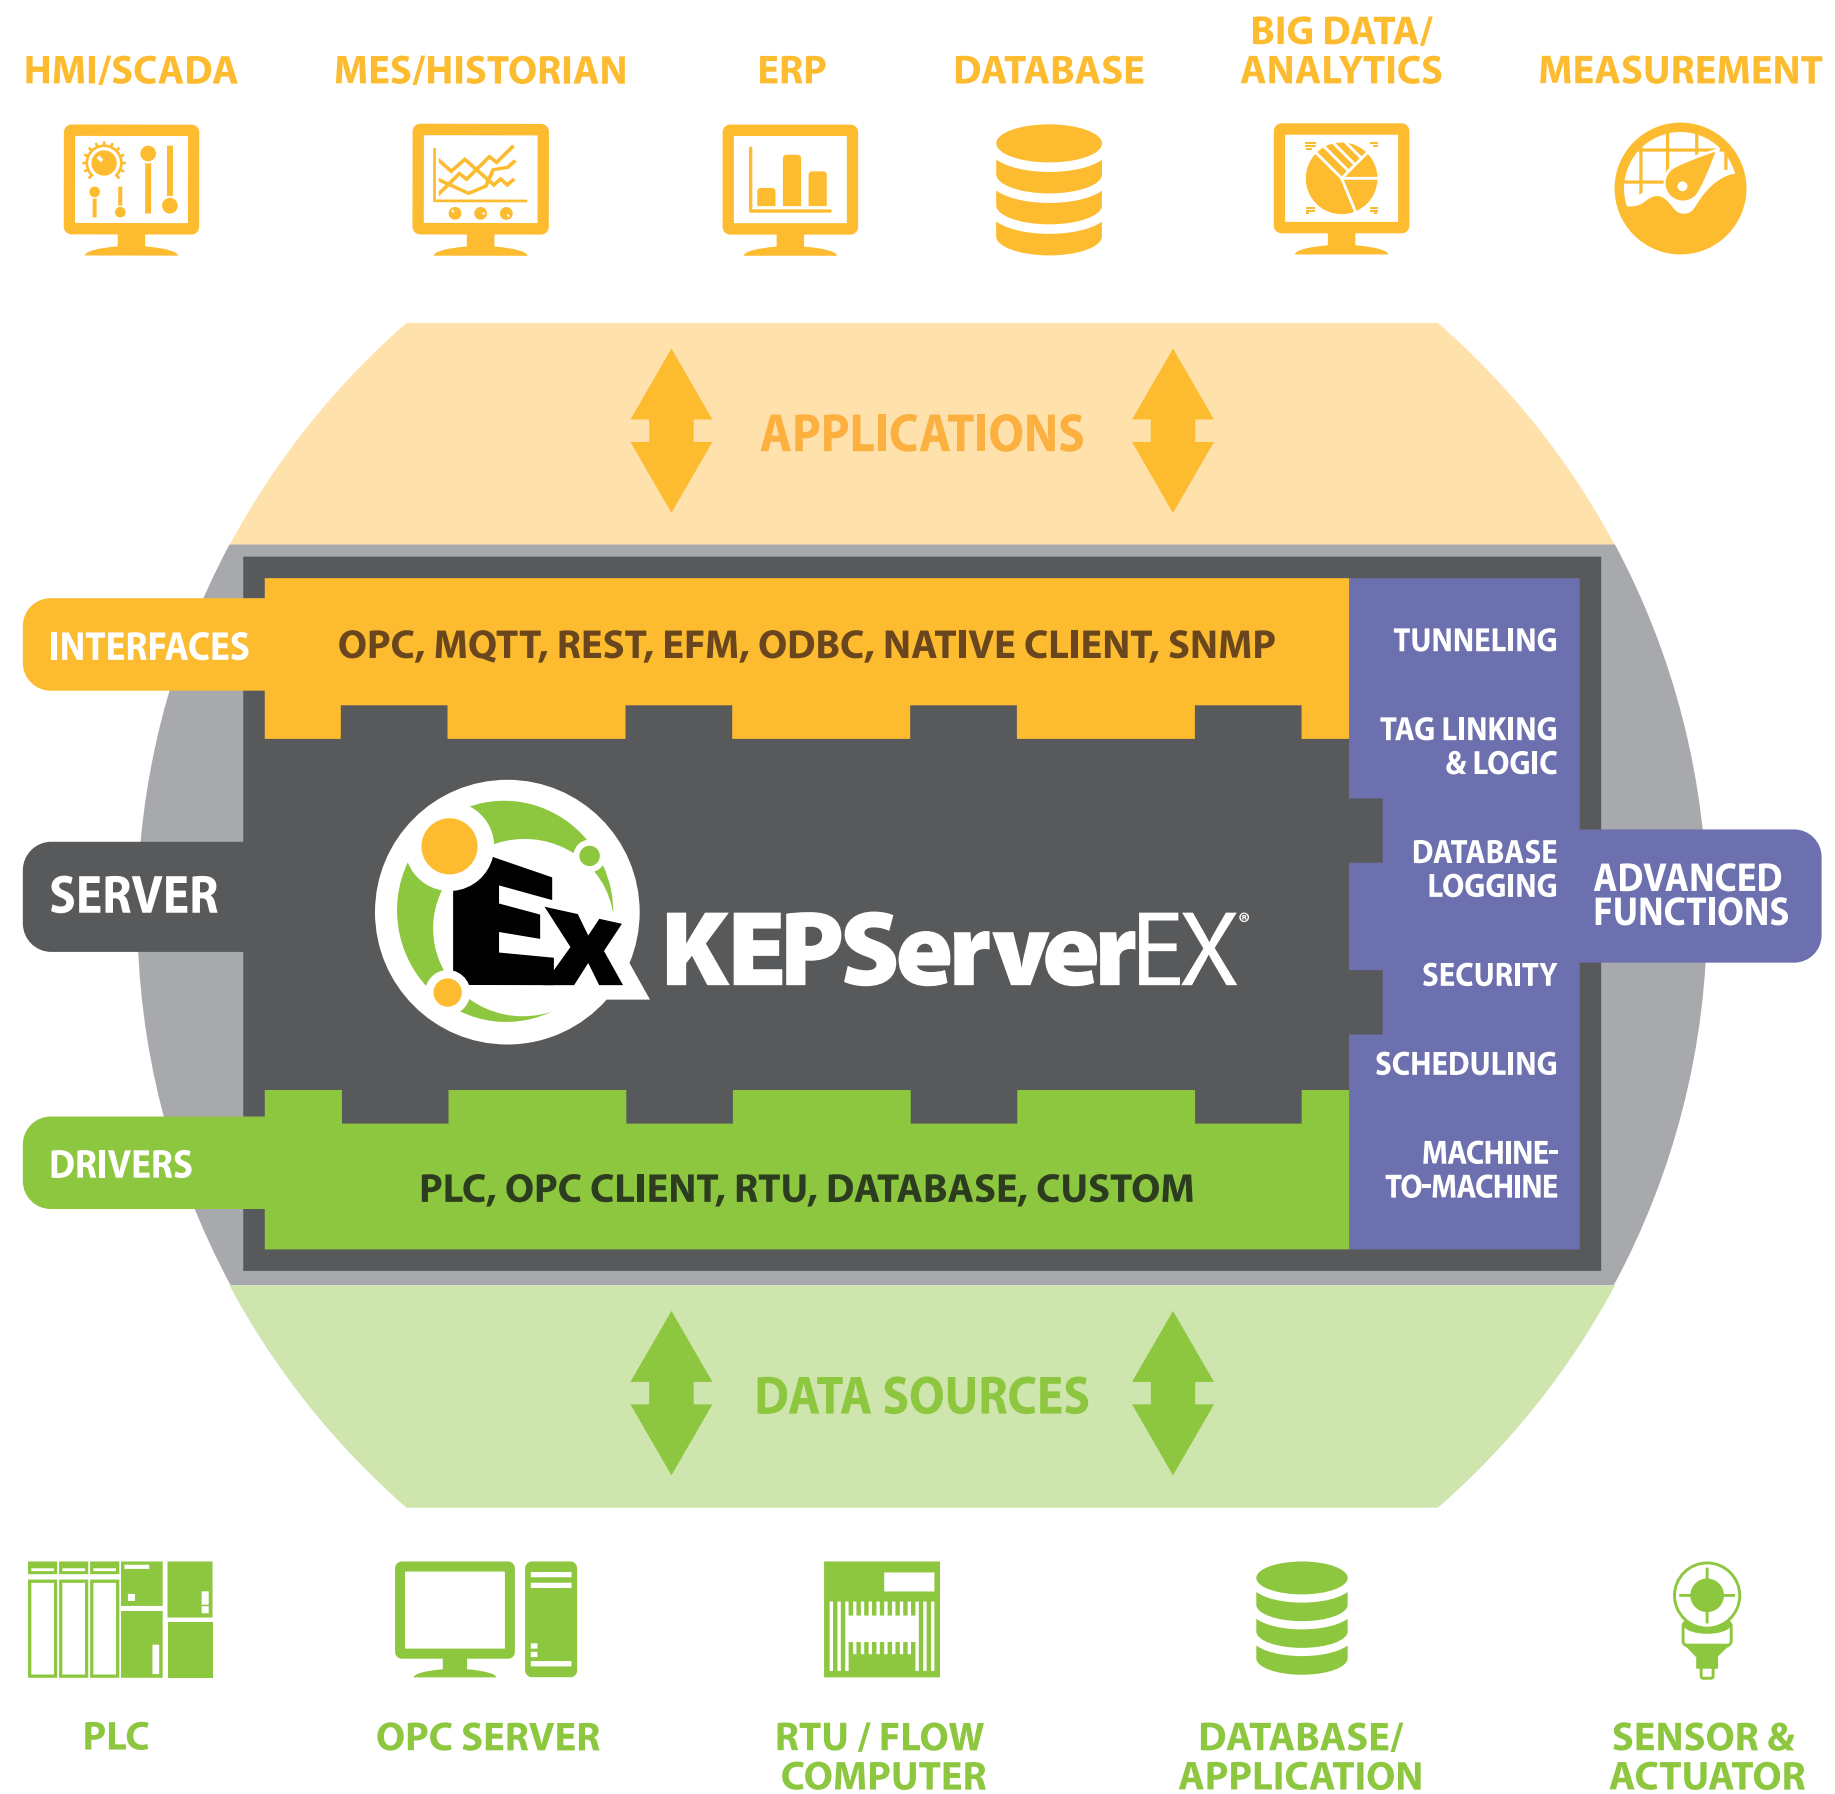 HMI/SCADA
MES/HISTORIAN
ERP
DATABASE
BIG DATA/
ANALYTICS
MEASUREMENT
APPLICATIONS
INTERFACES
OPC, MQTT, REST, EFM, ODBC, NATIVE CLIENT, SNMP
TUNNELING
TAG LINKING
& LOGIC
DATABASE
LOGGING
SECURITY
SCHEDULING
MACHINE-
TO-MACHINE
ADVANCED
FUNCTIONS
SERVER
Ex
KEPServerEX®
DRIVERS
PLC, OPC CLIENT, RTU, DATABASE, CUSTOM
DATA SOURCES
PLC
OPC SERVER
RTU / FLOW
COMPUTER
DATABASE/
APPLICATION
SENSOR &
ACTUATOR